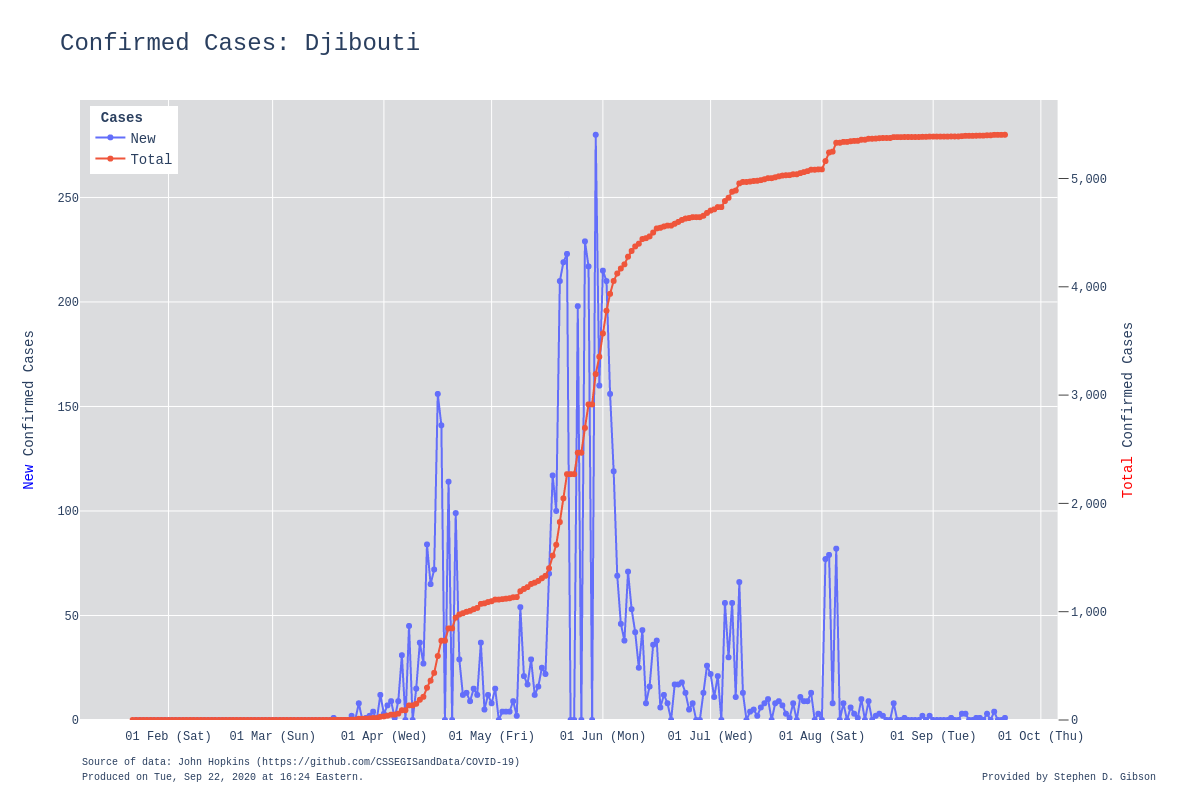 Confirmed Cases: Djibouti
Cases
New
Total
250
200
150
100
50
0
5,000
4,000
3,000
2,000
1,000
0
New Confirmed Cases
Total Confirmed Cases
01 Feb (Sat) 01 Mar (Sun) 01 Apr (Wed) 01 May (Fri) 01 Jun (Mon) 01 Jul (Wed) 01 Aug (Sat) 01 Sep (Tue) 01 Oct (Thu)
Source of data: John Hopkins (https://github.com/CSSEGISandData/COVID-19)
Produced on Tue, Sep 22, 2020 at 16:24 Eastern.
Provided by Stephen D. Gibson